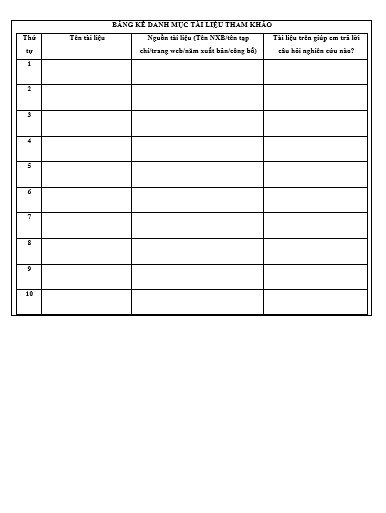 BẢNG KÊ DANH MỤC TÀI LIỆU THAM KHẢO
Thứ tự
Tên tài liệu
Nguồn tài liệu (Tên NXB/tên tạp
chí/trang web/năm xuất bản/công bố)
Tài liệu trên giúp em trả lời
câu hỏi nghiên cứu nào?
1
2
3
4
5
6
7
8
9
10